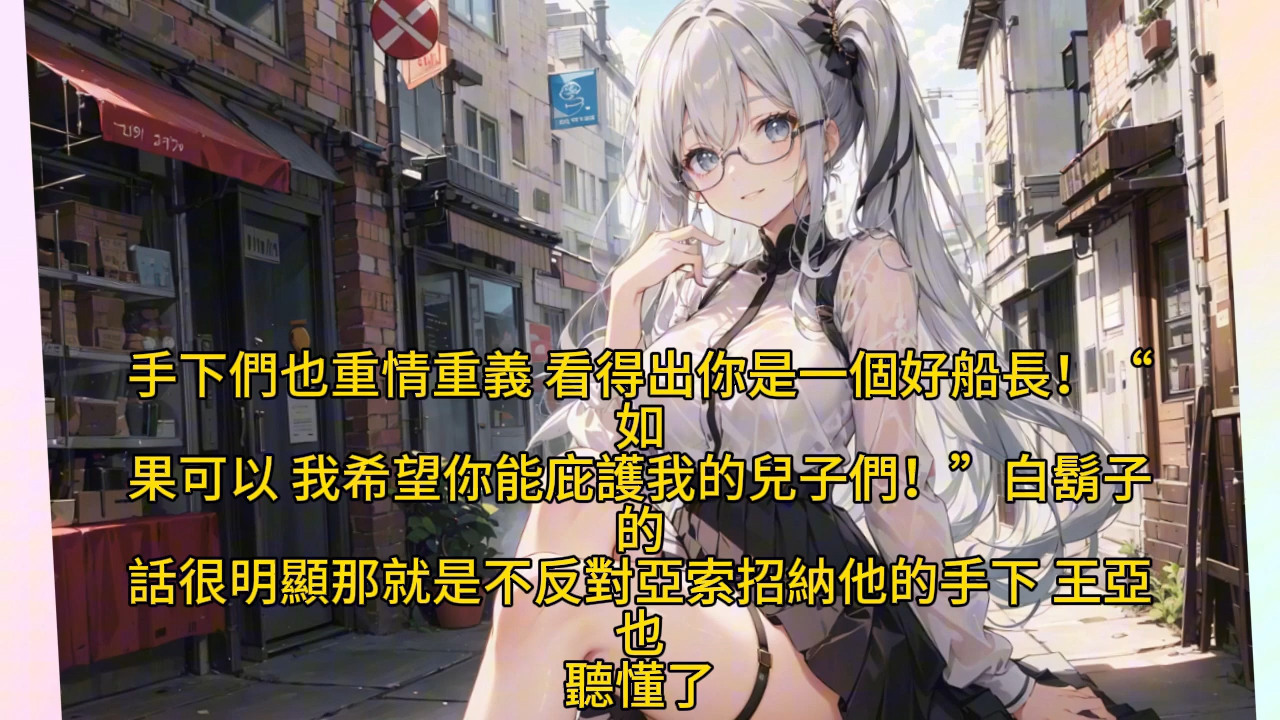 手下們也重情重義 看得出你是一個好船長! “
如
果可以 我希望你能庇護我的兒子們!” 白鬍子
的
話很明顯那就是不反對亞索招納他的手下 王亞
也
聽懂了